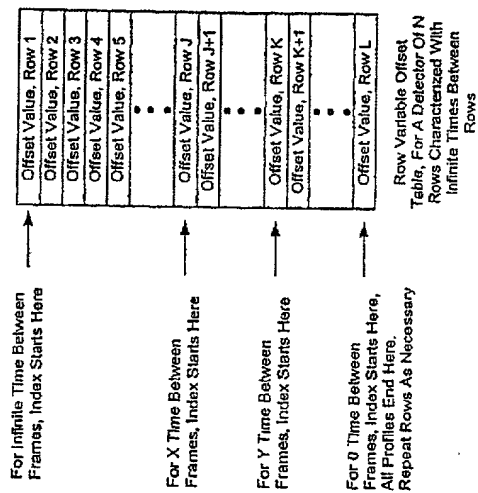 For Infinite Time Between
Frames, Index Starts Here
Offset Value, Row 1
Offset Value, Row 2
Offset Value, Row 3
Offset Value, Row 4
Offset Value, Row 5
For X Time Between
Frames, Index Starts Here
Offset Value, Row J
Offset Value, Row J+1
For Y Time Between
Frames, Index Starts Here
Offset Value, Row K
Offset Value, Row K+1
For 0 Time Between
Frames, Index Starts Here,
All Profiles End Here.
Repeat Rows As Necessary
Offset Value, Row L
Row Variable Offset
Table, For A Detector Of N
Rows Characterized With
Infinite Times Between
Rows